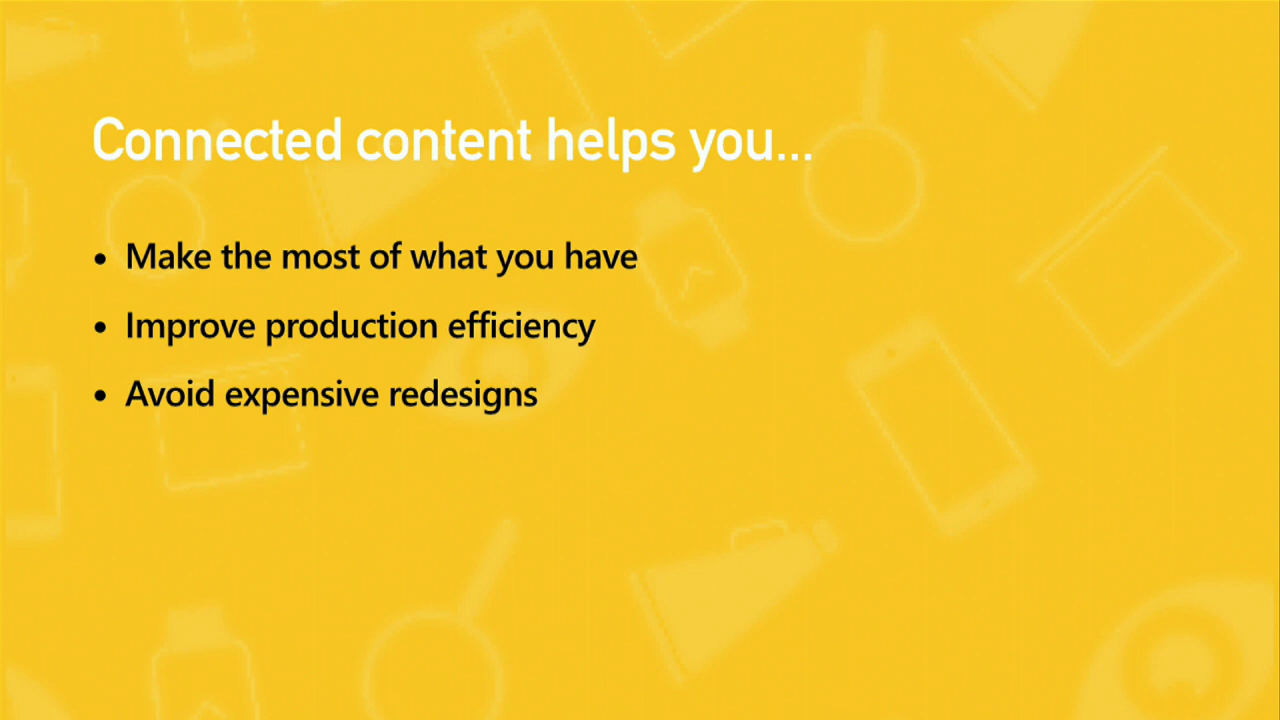 Connected content helps you...
• Make the most of what you have
• Improve production efficiency
• Avoid expensive redesigns